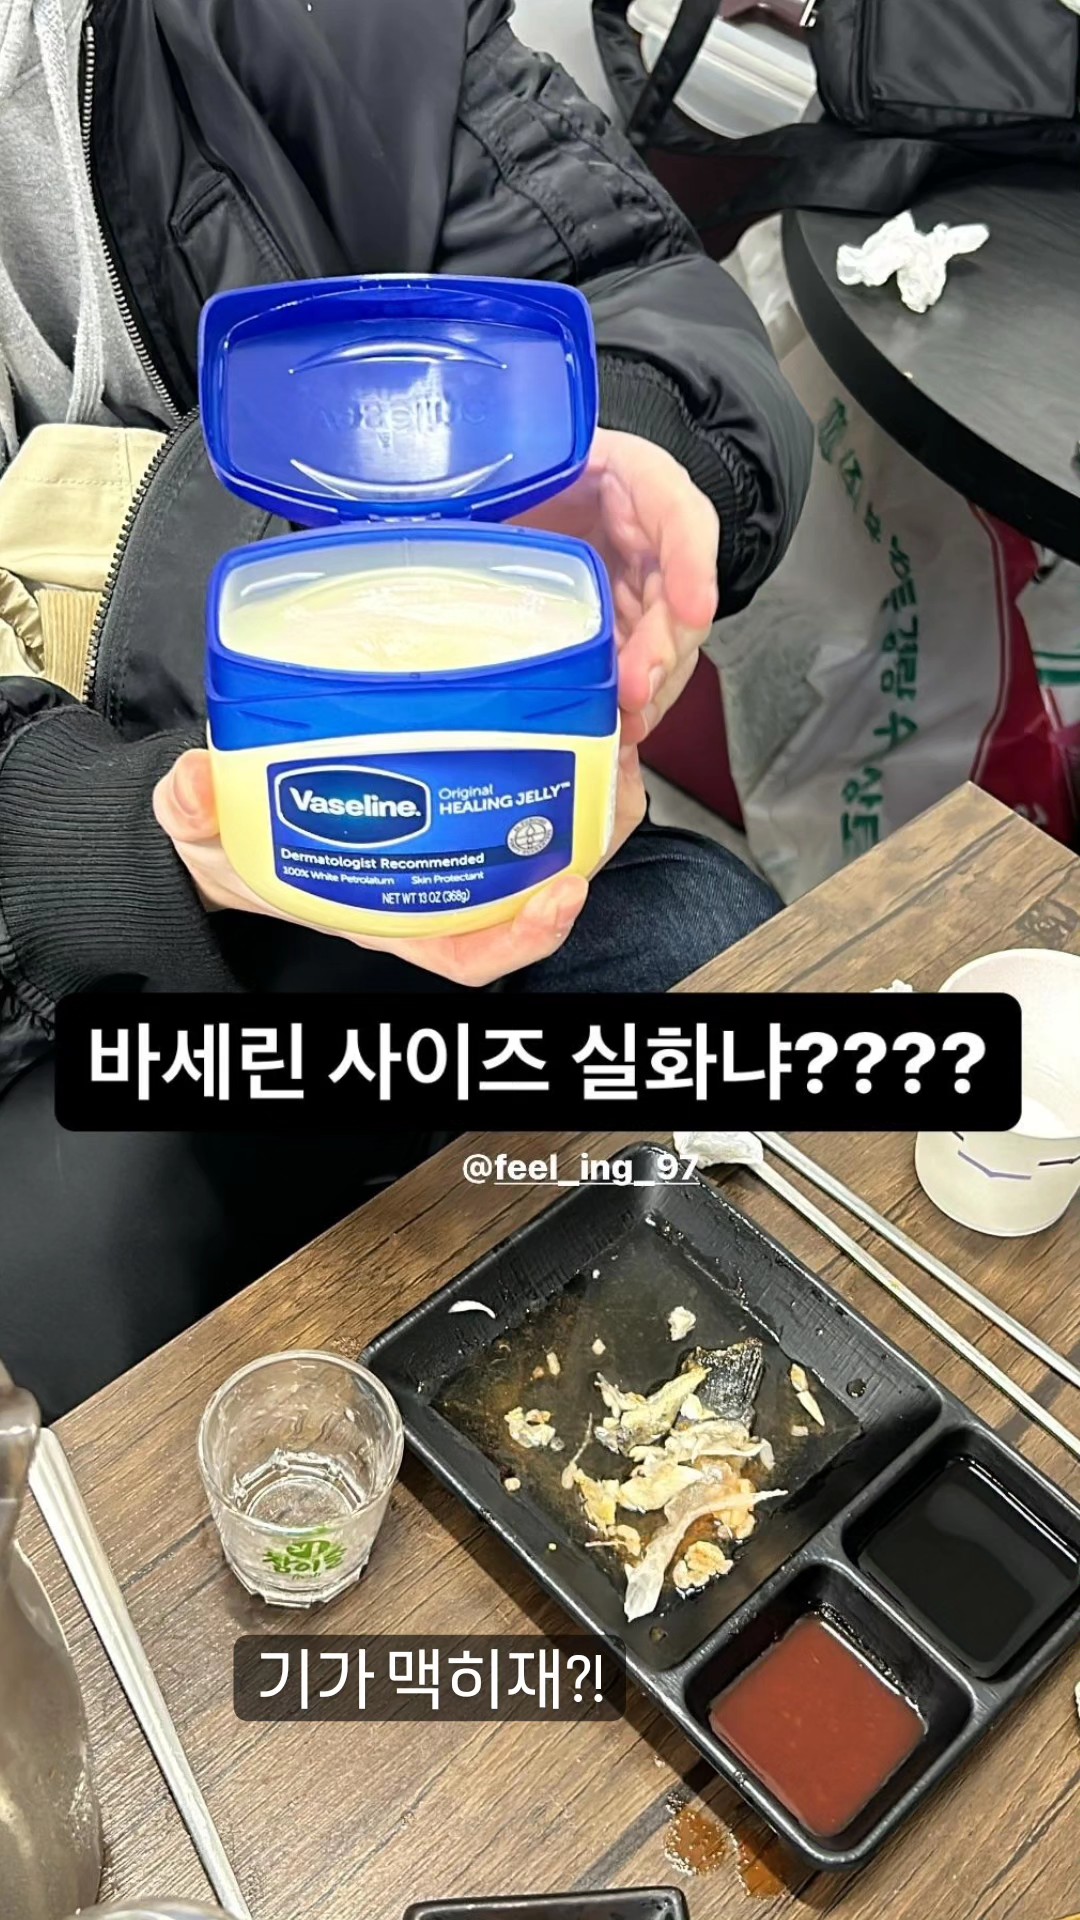 Vaseline.
Original
HEALING JELLY™
Dermatologist Recommended
100% White Petrolatum Skin Protectant
NET WT 13 OZ (368g)
바세린 사이즈 실화냐????
@feel_ing_97
기가 맥히재?!